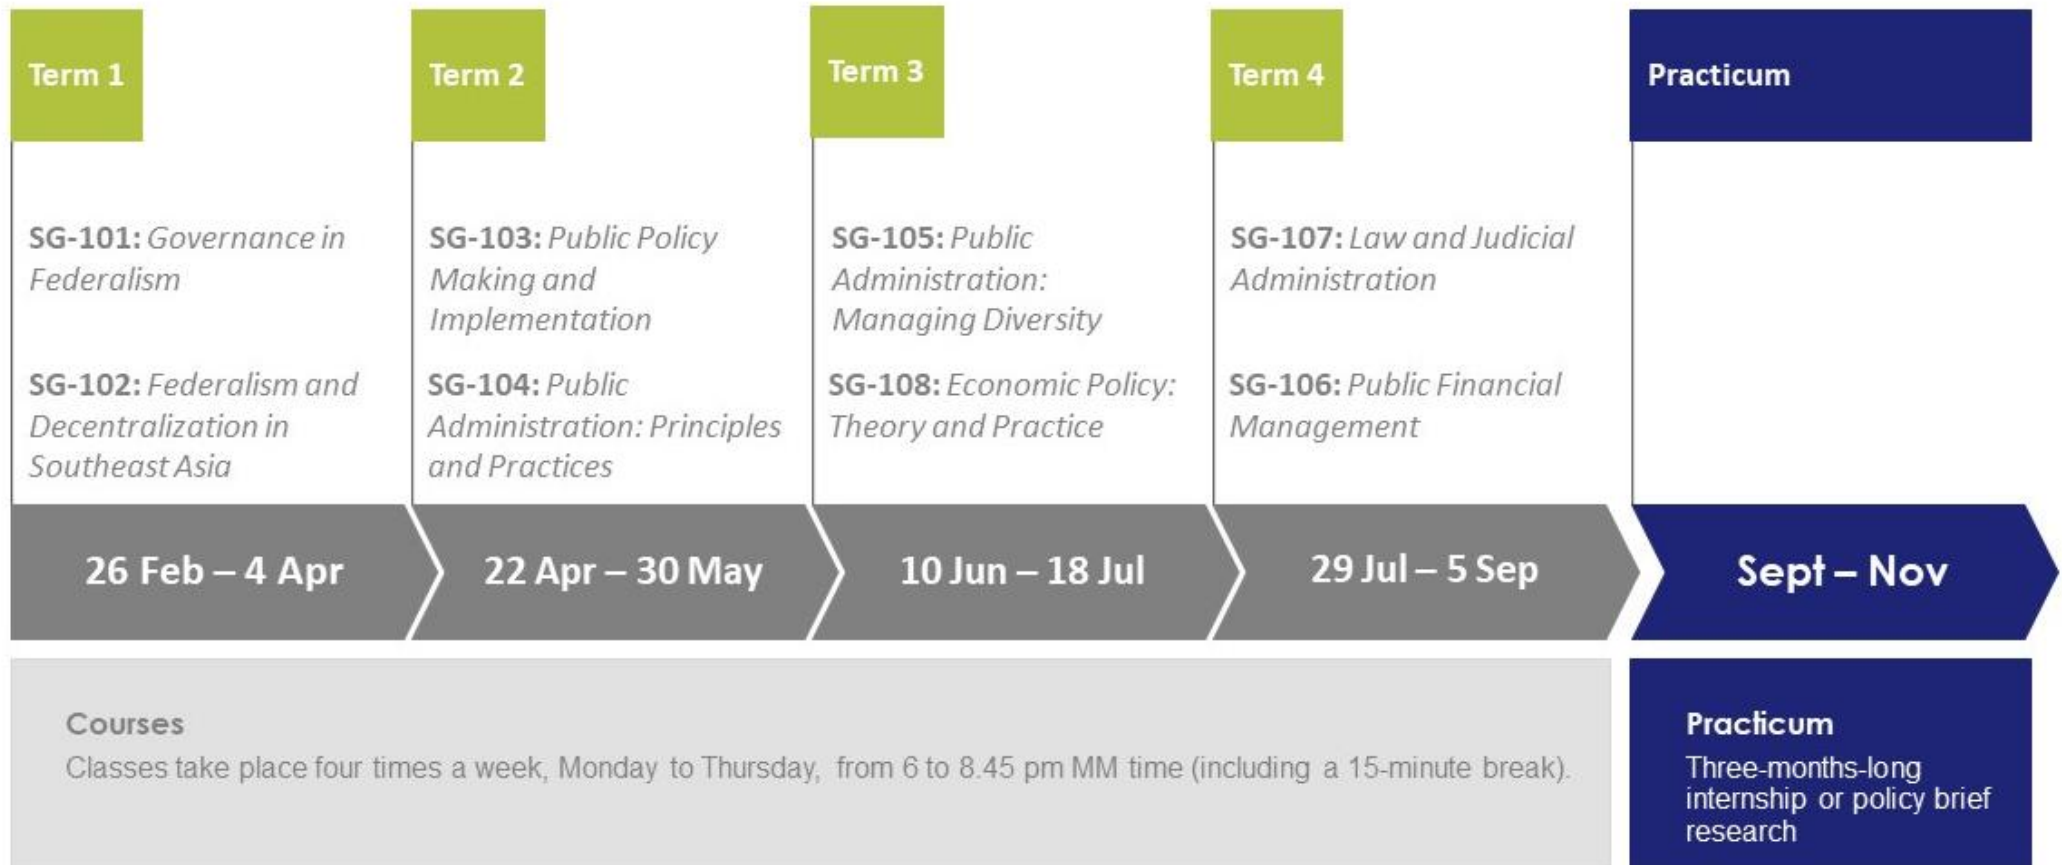 Term 1
Term 2
Term 3
Term 4
Practicum
SG-101: Governance in
Federalism
SG-102: Federalism and
Decentralization in
Southeast Asia
SG-103: Public Policy
Making and
Implementation
SG-104: Public
Administration: Principles
and Practices
SG-105: Public
Administration:
Managing Diversity
SG-108: Economic Policy:
Theory and Practice
SG-107: Law and Judicial
Administration
SG-106: Public Financial
Management
26 Feb – 4 Apr
22 Apr – 30 May
10 Jun – 18 Jul
29 Jul – 5 Sep
Sept – Nov
Courses
Classes take place four times a week, Monday to Thursday, from 6 to 8.45 pm MM time (including a 15-minute break).
Practicum
Three-months-long
internship or policy brief
research